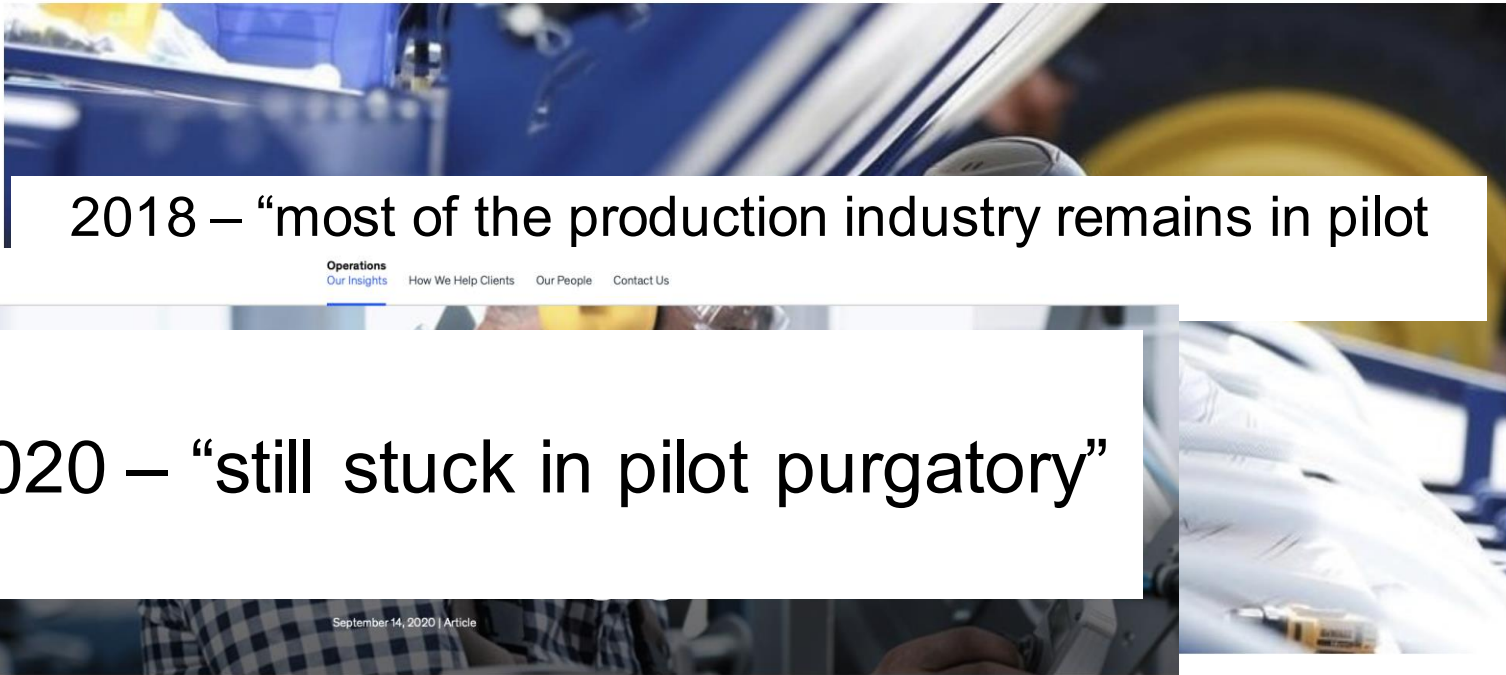 2018 – “most of the production industry remains in pilot
Operations
Our Insights How We Help Clients Our People Contact Us
020 – “still stuck in pilot purgatory”
September 14, 2020 | Article